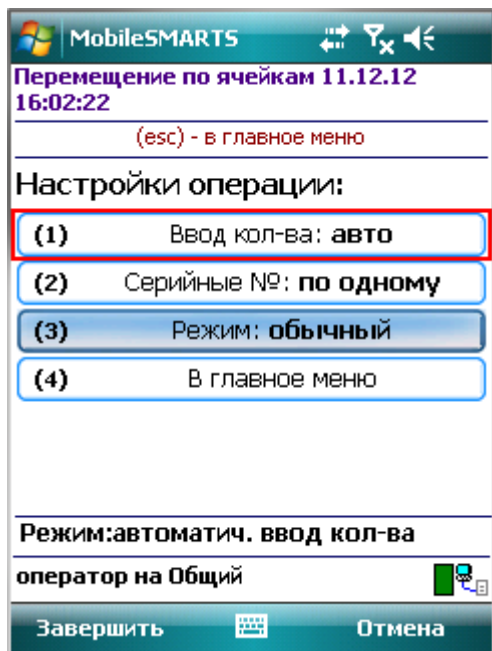 MobileSMARTS
Перемещение по ячейкам 11.12.12
16:02:22
(esc) - в главное меню
Настройки операции:
(1) Ввод кол-ва: авто
(2) Серийные №: по одному
(3) Режим: обычный
(4) В главное меню
Режим:автоматич. ввод кол-ва
оператор на Общий
Завершить Отмена